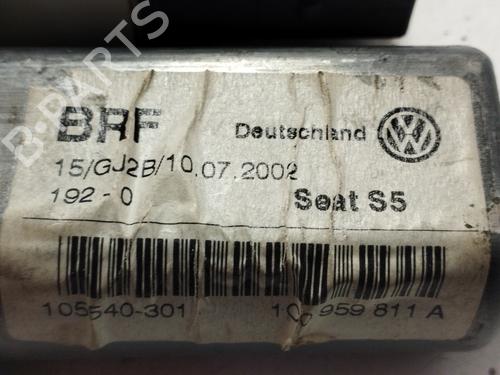 B-PARTS
BRF
Deutschland
15/GJ2B/10.07.2002
192-0
Seat S5
105540-301
959 811 A